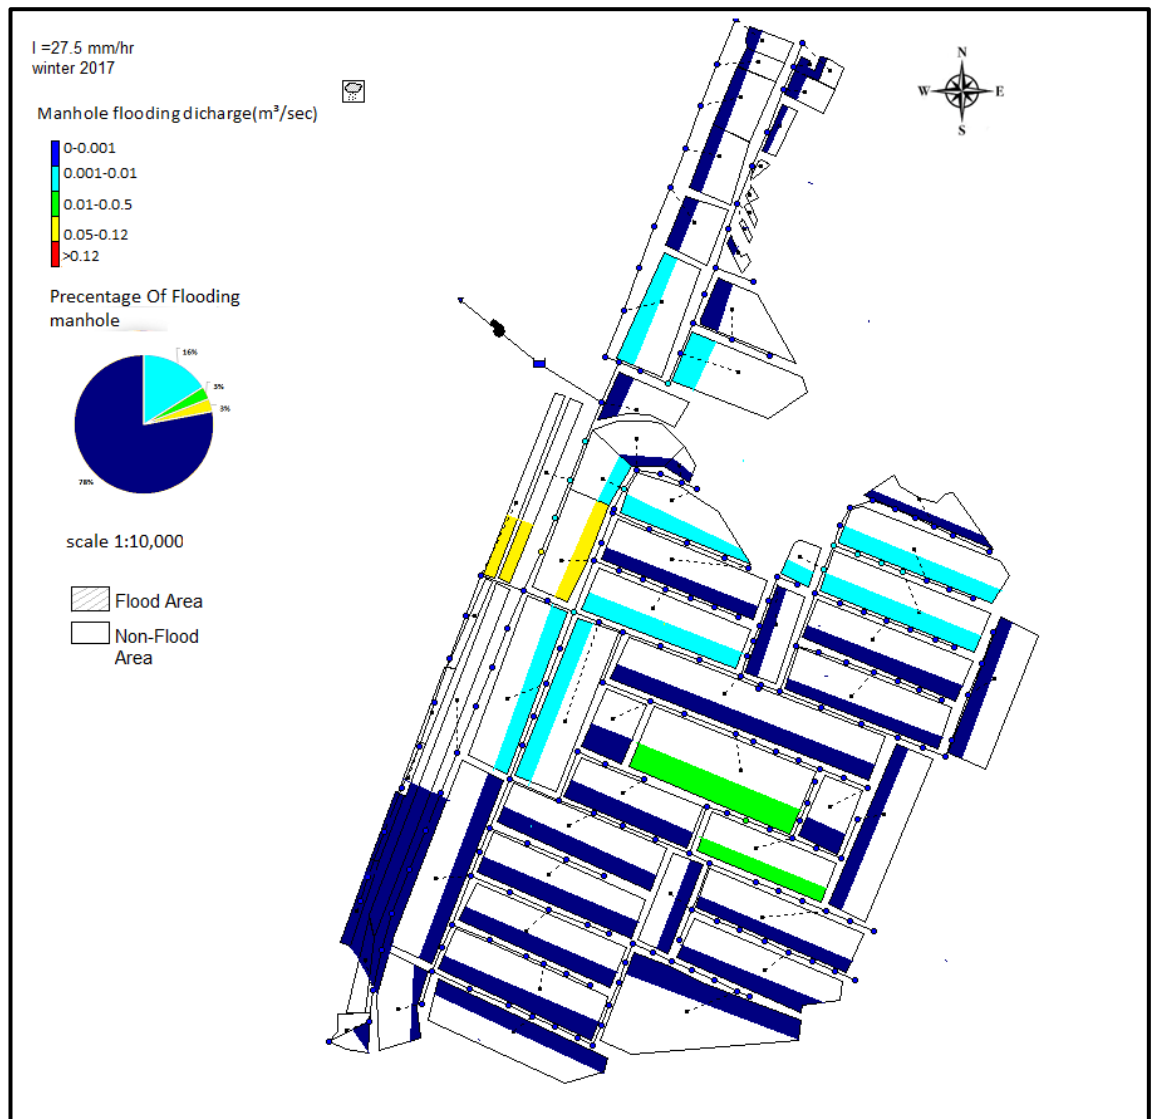 I =27.5 mm/hr
winter 2017
Manhole flooding dicharge(m³/sec)
0-0.001
0.001-0.01
0.01-0.0.5
0.05-0.12
>0.12
Precentage Of Flooding
manhole
16%
3%
3%
78%
scale 1:10,000
Flood Area
Non-Flood
Area
N
W
E
S